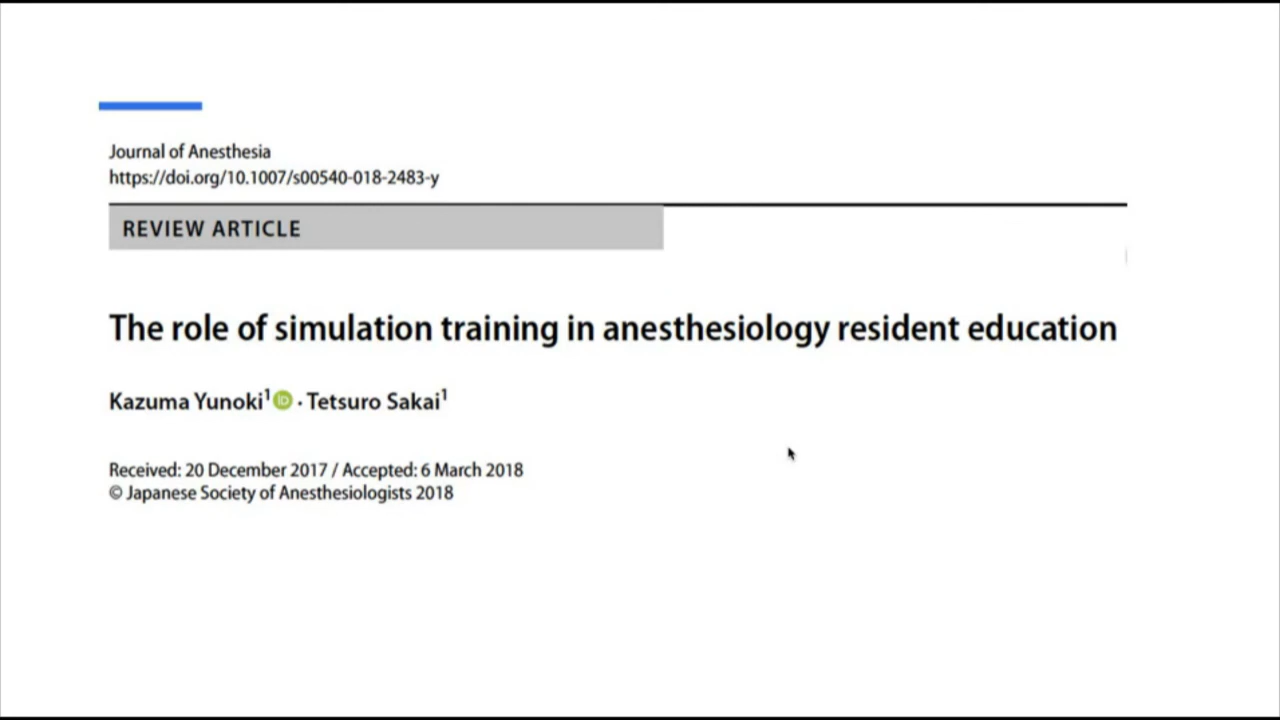 Journal of Anesthesia
https://doi.org/10.1007/s00540-018-2483-y
REVIEW ARTICLE
The role of simulation training in anesthesiology resident education
Kazuma Yunoki¹ iD · Tetsuro Sakai¹
Received: 20 December 2017 / Accepted: 6 March 2018
© Japanese Society of Anesthesiologists 2018